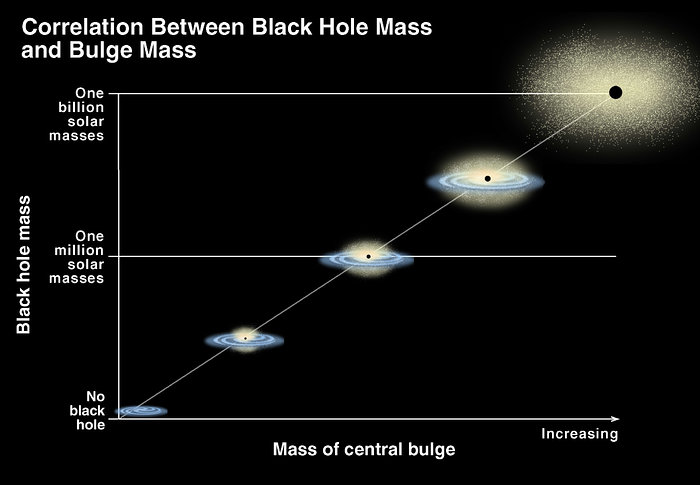 Correlation Between Black Hole Mass
and Bulge Mass
One
billion
solar
masses
Black hole mass
One
million
solar
masses
No
black
hole
Increasing
Mass of central bulge